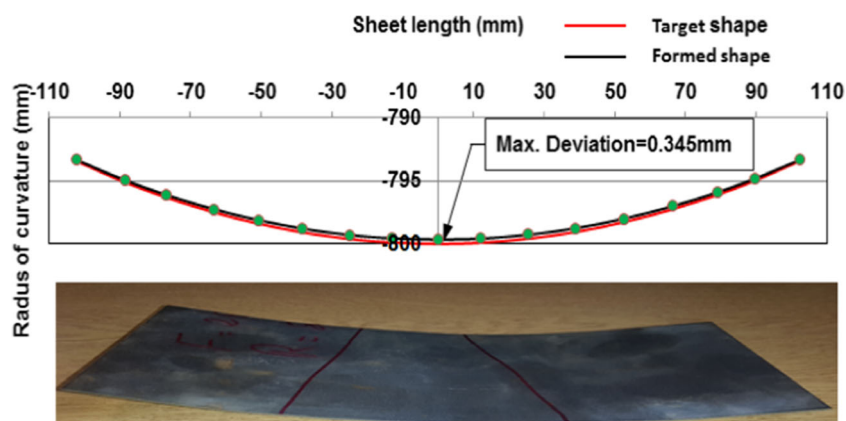 Sheet length (mm)
Target shape
Formed shape
-110 -90 -70 -50 -30 -10 10 30 50 70 90 110
-790
Max. Deviation=0.345mm
-795
-800
Radus of curvature (mm)